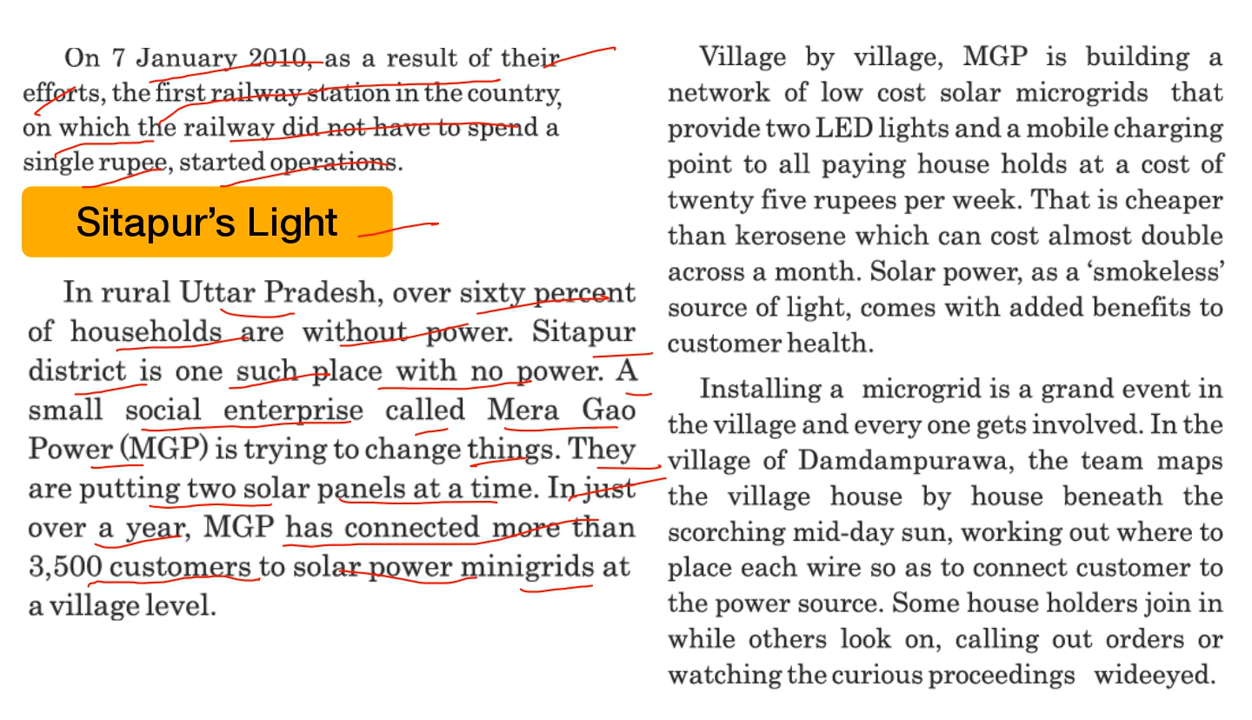 On 7 January 2010, as a result of their
efforts, the first railway station in the country,
on which the railway did not have to spend a
single rupee, started operations.
Sitapur's Light
In rural Uttar Pradesh, over sixty percent
of households are without power. Sitapur
district is one such place with no power. A
small social enterprise called Mera Gao
Power (MGP) is trying to change things. They
are putting two solar panels at a time. In just
over a year, MGP has connected more than
3,500 customers to solar power minigrids at
a village level.
Village by village, MGP is building a
network of low cost solar microgrids that
provide two LED lights and a mobile charging
point to all paying house holds at a cost of
twenty five rupees per week. That is cheaper
than kerosene which can cost almost double
across a month. Solar power, as a ‘smokeless’
source of light, comes with added benefits to
customer health.
Installing a microgrid is a grand event in
the village and every one gets involved. In the
village of Damdampurawa, the team maps
the village house by house beneath the
scorching mid-day sun, working out where to
place each wire so as to connect customer to
the power source. Some house holders join in
while others look on, calling out orders or
watching the curious proceedings wideeyed.